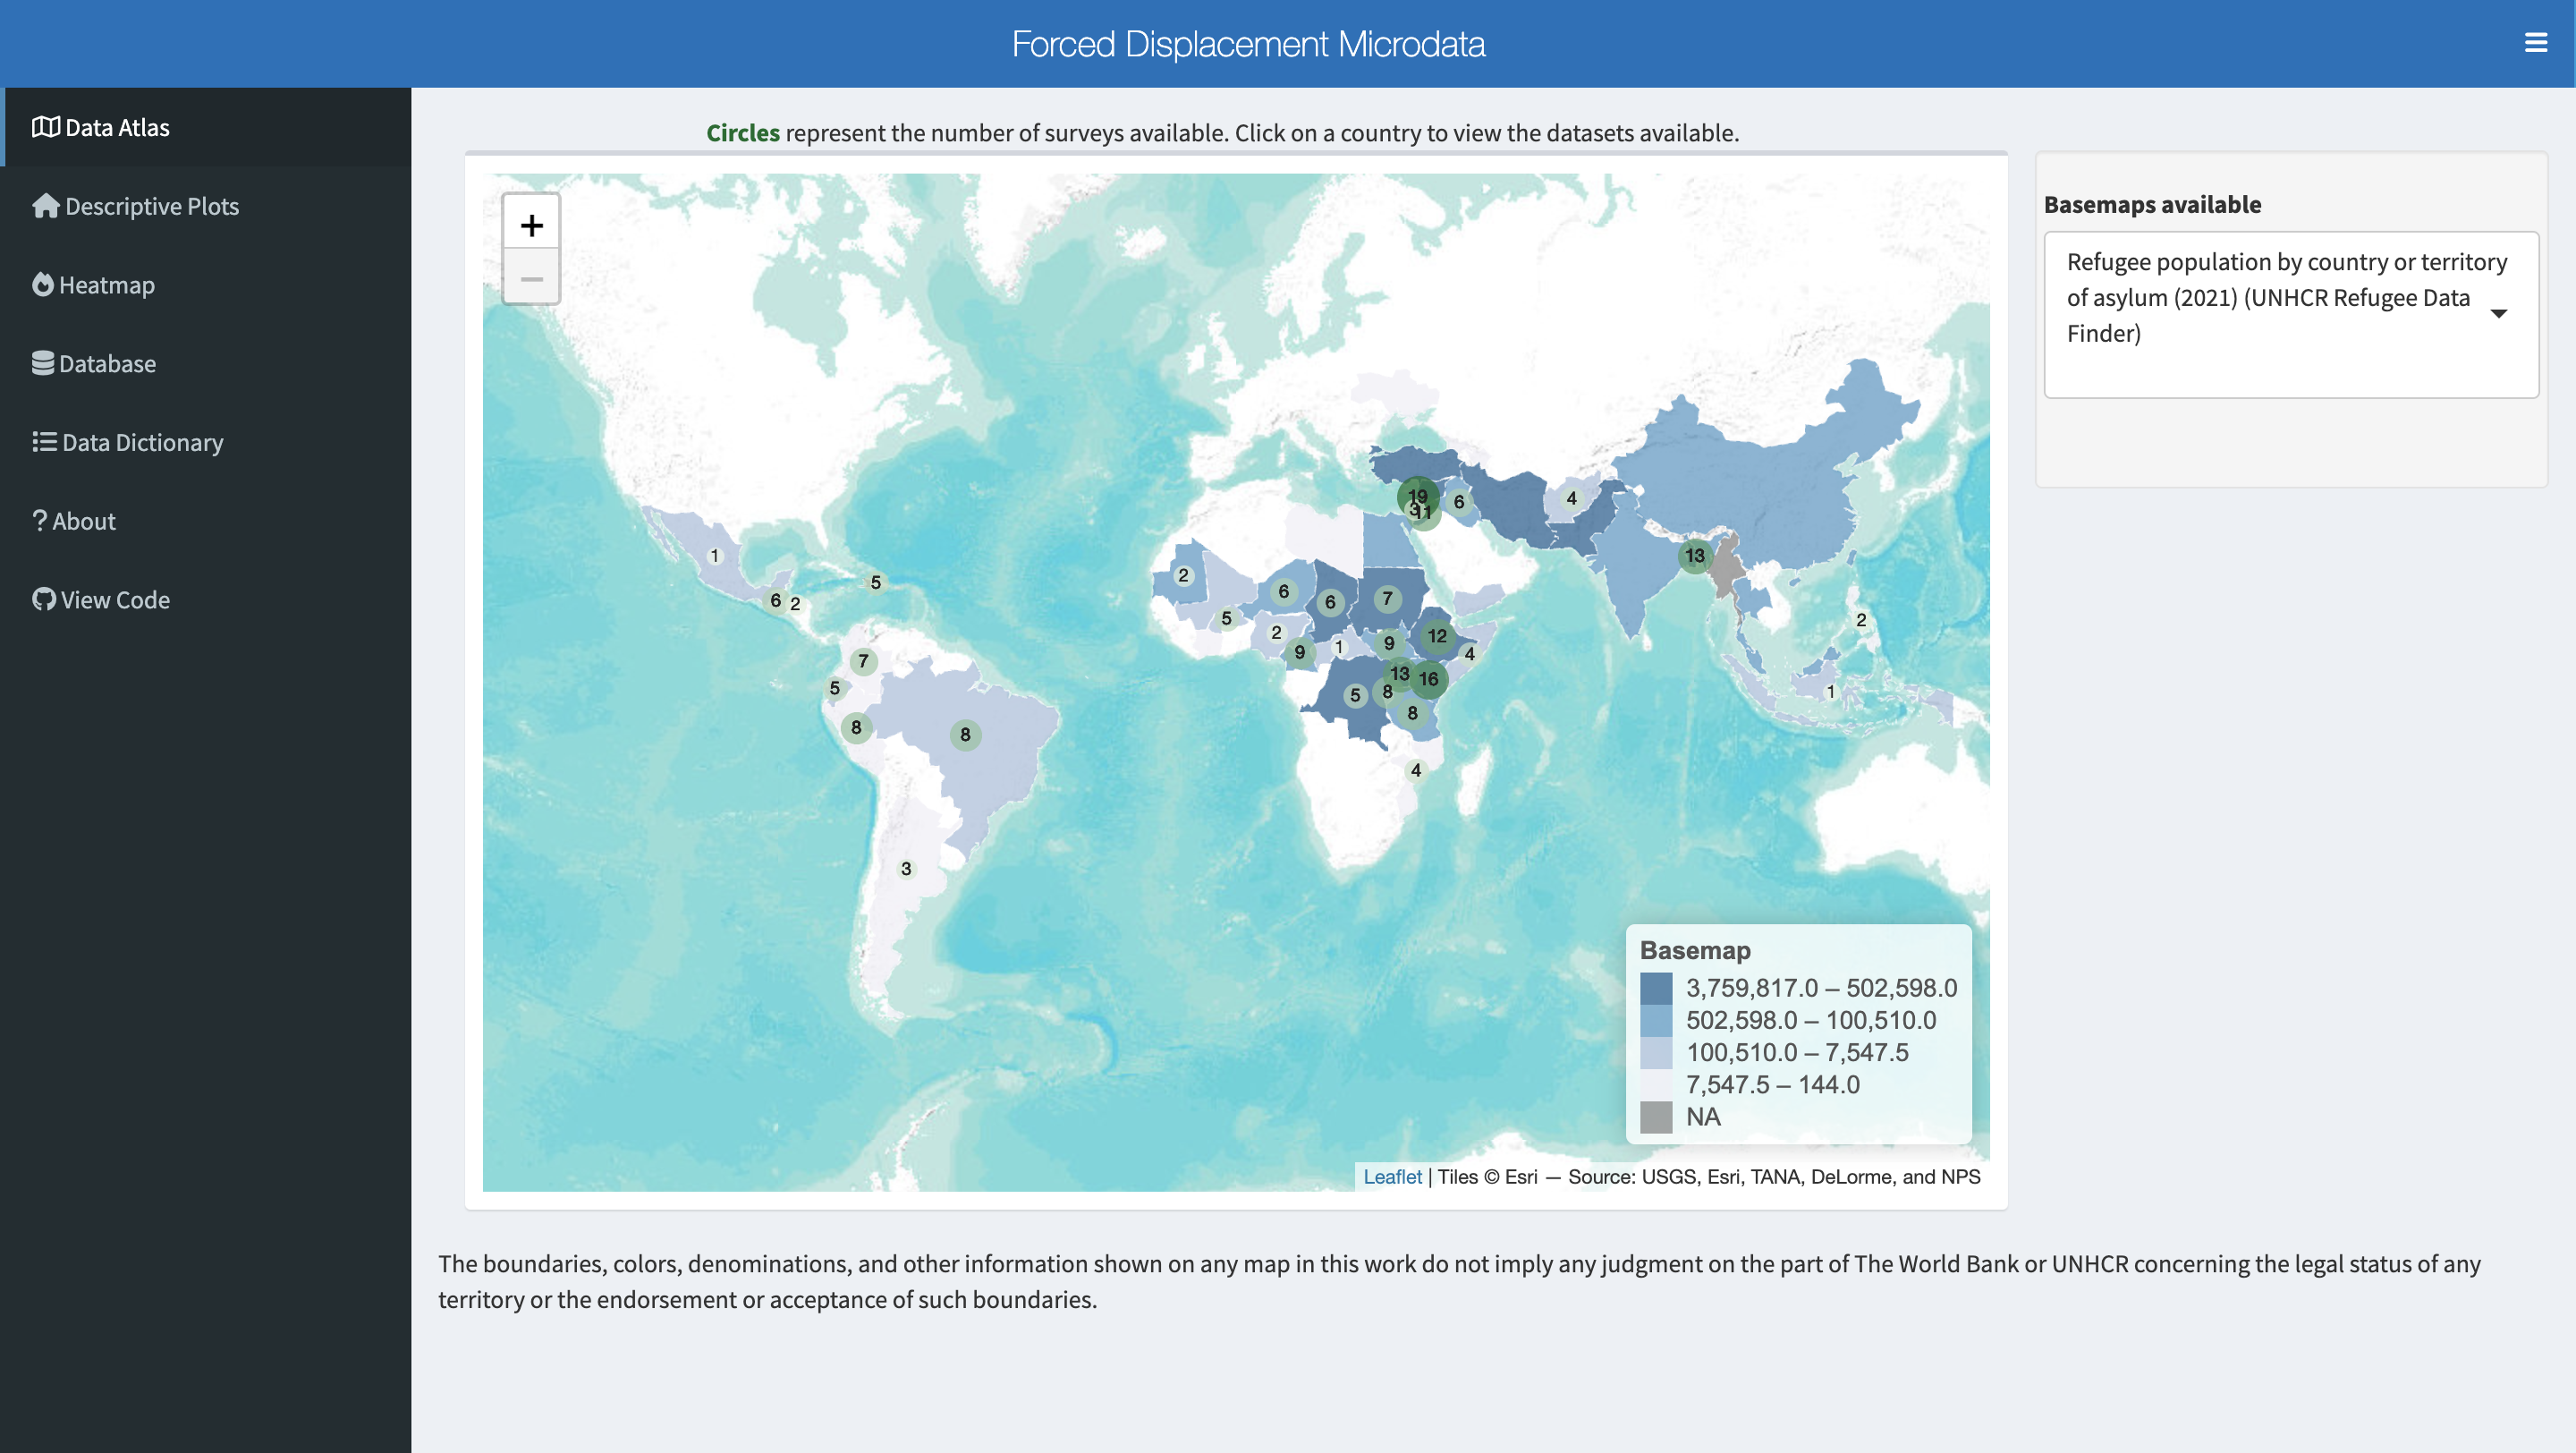 Forced Displacement Microdata
Data Atlas
Descriptive Plots
Heatmap
Database
Data Dictionary
? About
View Code
Circles represent the number of surveys available. Click on a country to view the datasets available.
+
−
19
3
11
6
4
1
13
2
5
6
2
6
6
7
5
2
12
2
9
1
9
4
7
13
16
5
5
8
1
8
8
8
4
3
Basemap
3,759,817.0 – 502,598.0
502,598.0 – 100,510.0
100,510.0 – 7,547.5
7,547.5 – 144.0
NA
Leaflet | Tiles © Esri — Source: USGS, Esri, TANA, DeLorme, and NPS
Basemaps available
Refugee population by country or territory
of asylum (2021) (UNHCR Refugee Data
Finder)
The boundaries, colors, denominations, and other information shown on any map in this work do not imply any judgment on the part of The World Bank or UNHCR concerning the legal status of any
territory or the endorsement or acceptance of such boundaries.